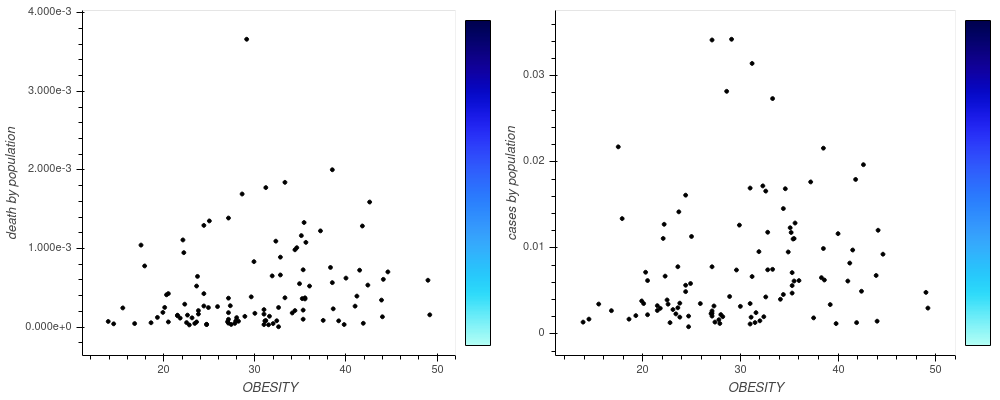 4.000e-3
3.000e-3
2.000e-3
1.000e-3
0.000e+0
death by population
20
30
40
50
OBESITY
0.03
0.02
0.01
0
cases by population
20
30
40
50
OBESITY